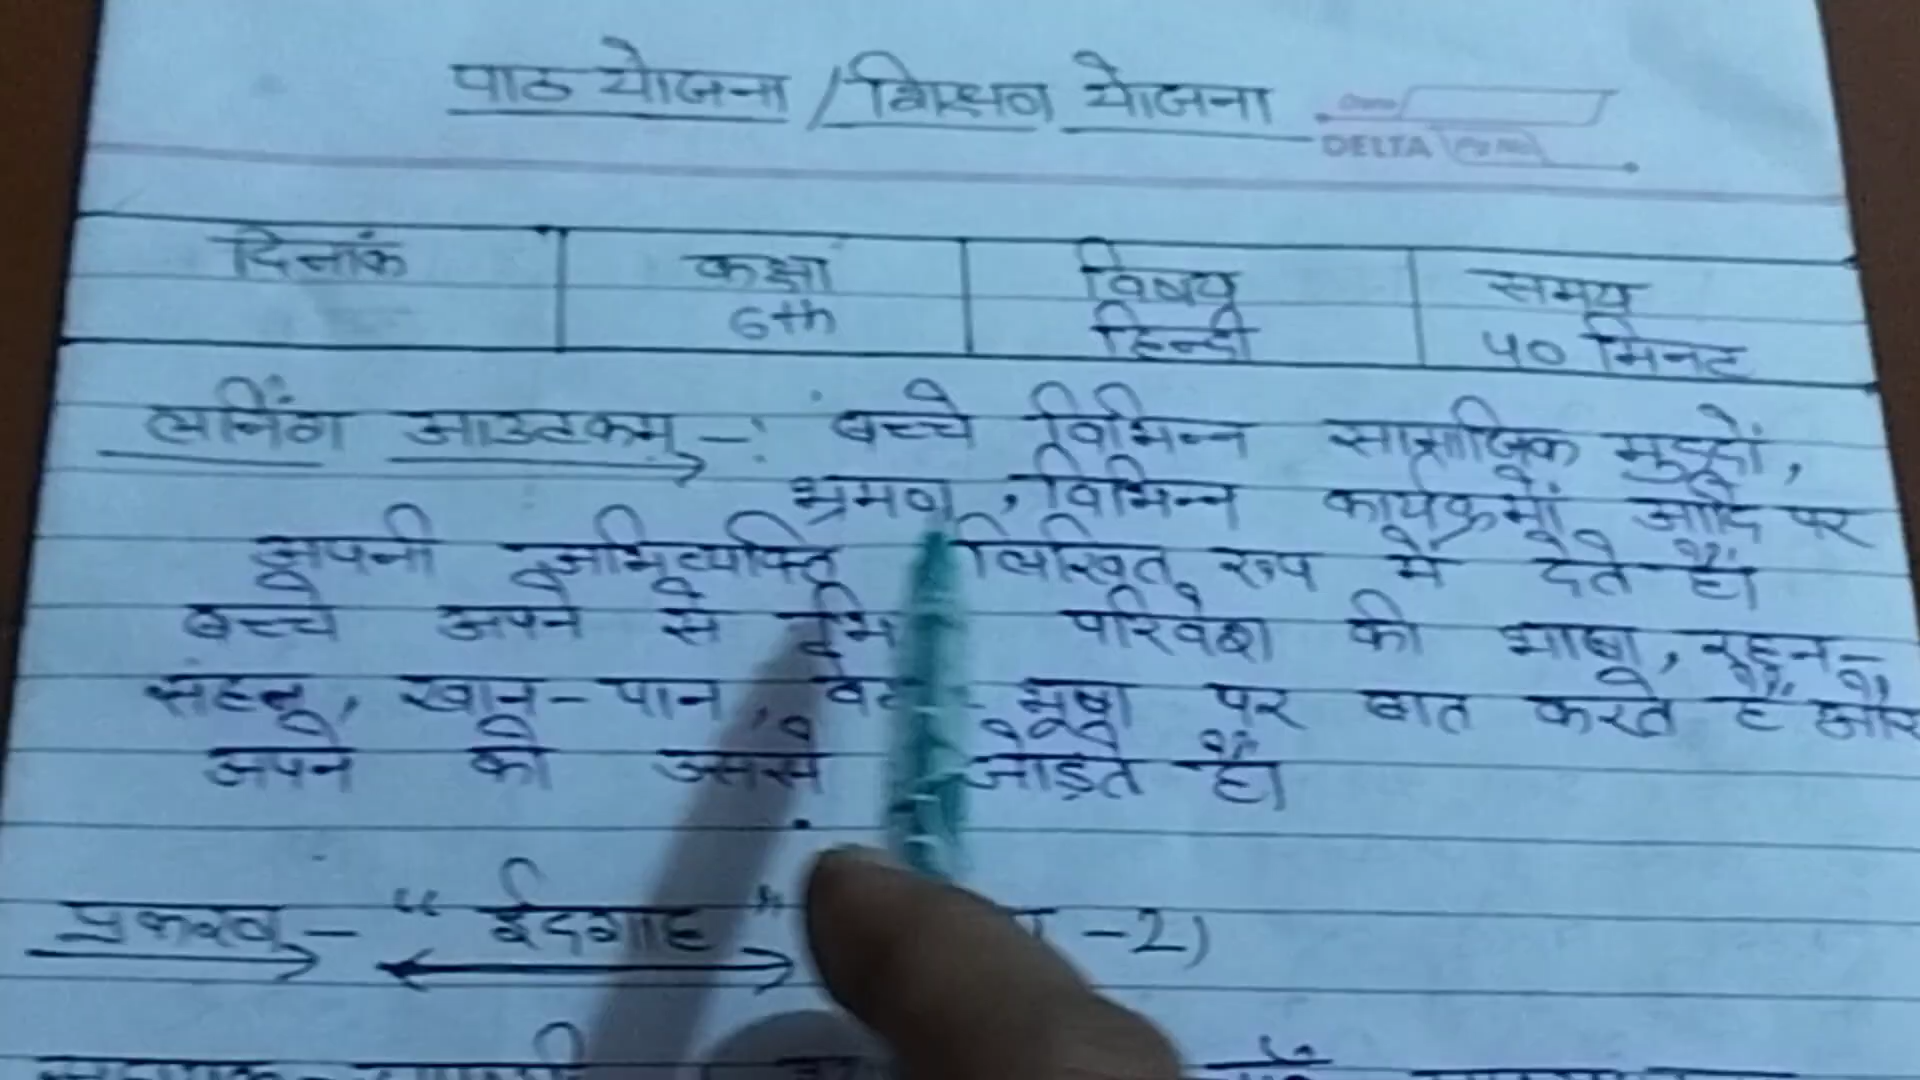 पाठ योजना / शिक्षण योजना
DELTA
दिनांक कक्षा विषय समय
6th हिन्दी 40 मिनट
लर्निंग आउटकम -: बच्चे विभिन्न सामाजिक मुद्दों,
भ्रमण, विभिन्न कार्यक्रमों आदि पर
अपनी अभिव्यक्ति लिखित रूप में देते हैं।
बच्चे अपने से परिवेश की भाषा, रहन-
सहन, खान-पान, भूषा पर बात करते हैं और
अपने को उससे जोड़ते हैं।
प्रकरण - “ईदगाह” -2)